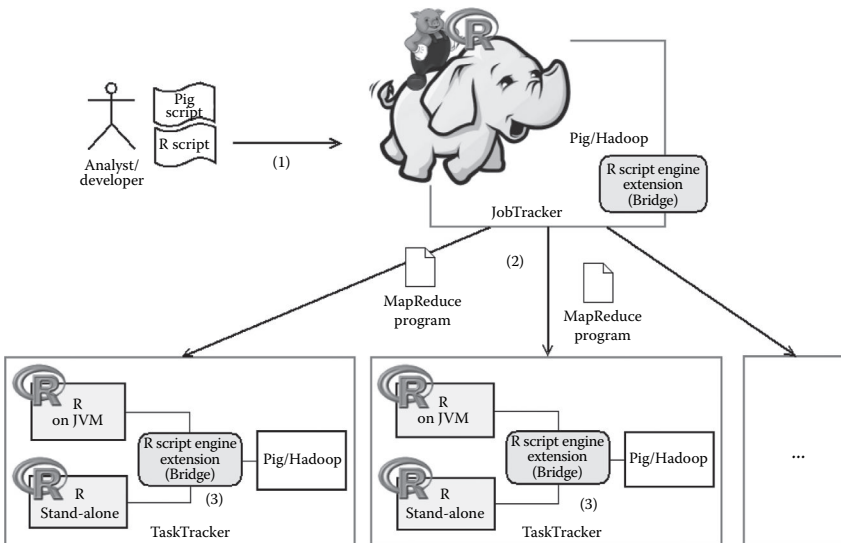 R
Pig
script
R script
Analyst/
developer
(1)
Pig/Hadoop
R script engine
extension
(Bridge)
JobTracker
(2)
MapReduce
program
MapReduce
program
R
R
on JVM
R script engine
extension
(Bridge)
Pig/Hadoop
R
R
Stand-alone
(3)
TaskTracker
R
R
on JVM
R script engine
extension
(Bridge)
Pig/Hadoop
R
R
Stand-alone
(3)
TaskTracker
...